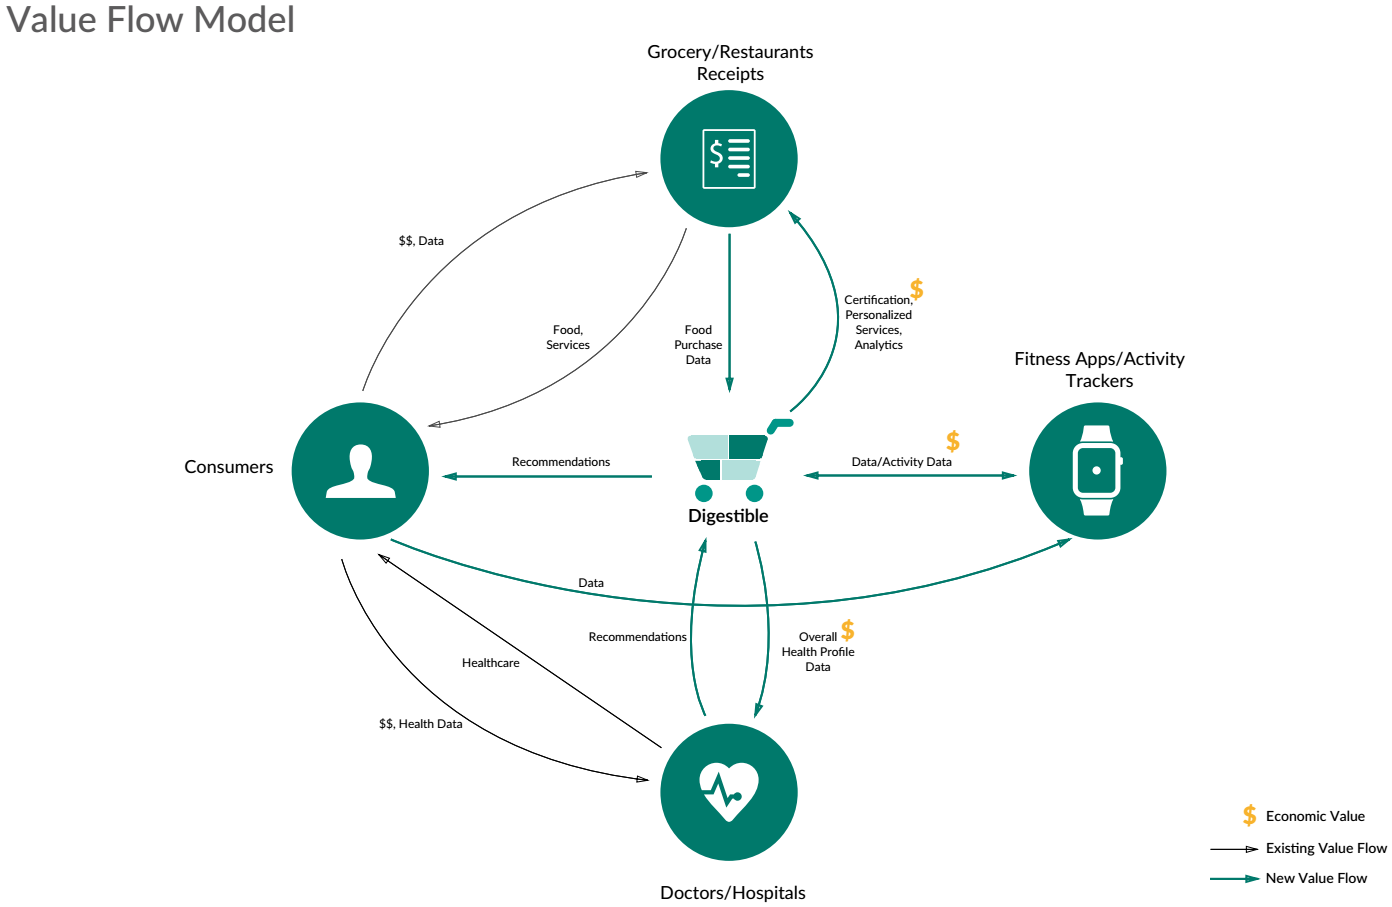 Value Flow Model
Grocery/Restaurants
Receipts
$
$$, Data
Food,
Services
Food
Purchase
Data
$
Certification,
Personalized
Services,
Analytics
Fitness Apps/Activity
Trackers
Consumers
Recommendations
$
Data/Activity Data
Digestible
Data
Recommendations
$
Overall
Health Profile
Data
Healthcare
$$, Health Data
Doctors/Hospitals
$ Economic Value
Existing Value Flow
New Value Flow